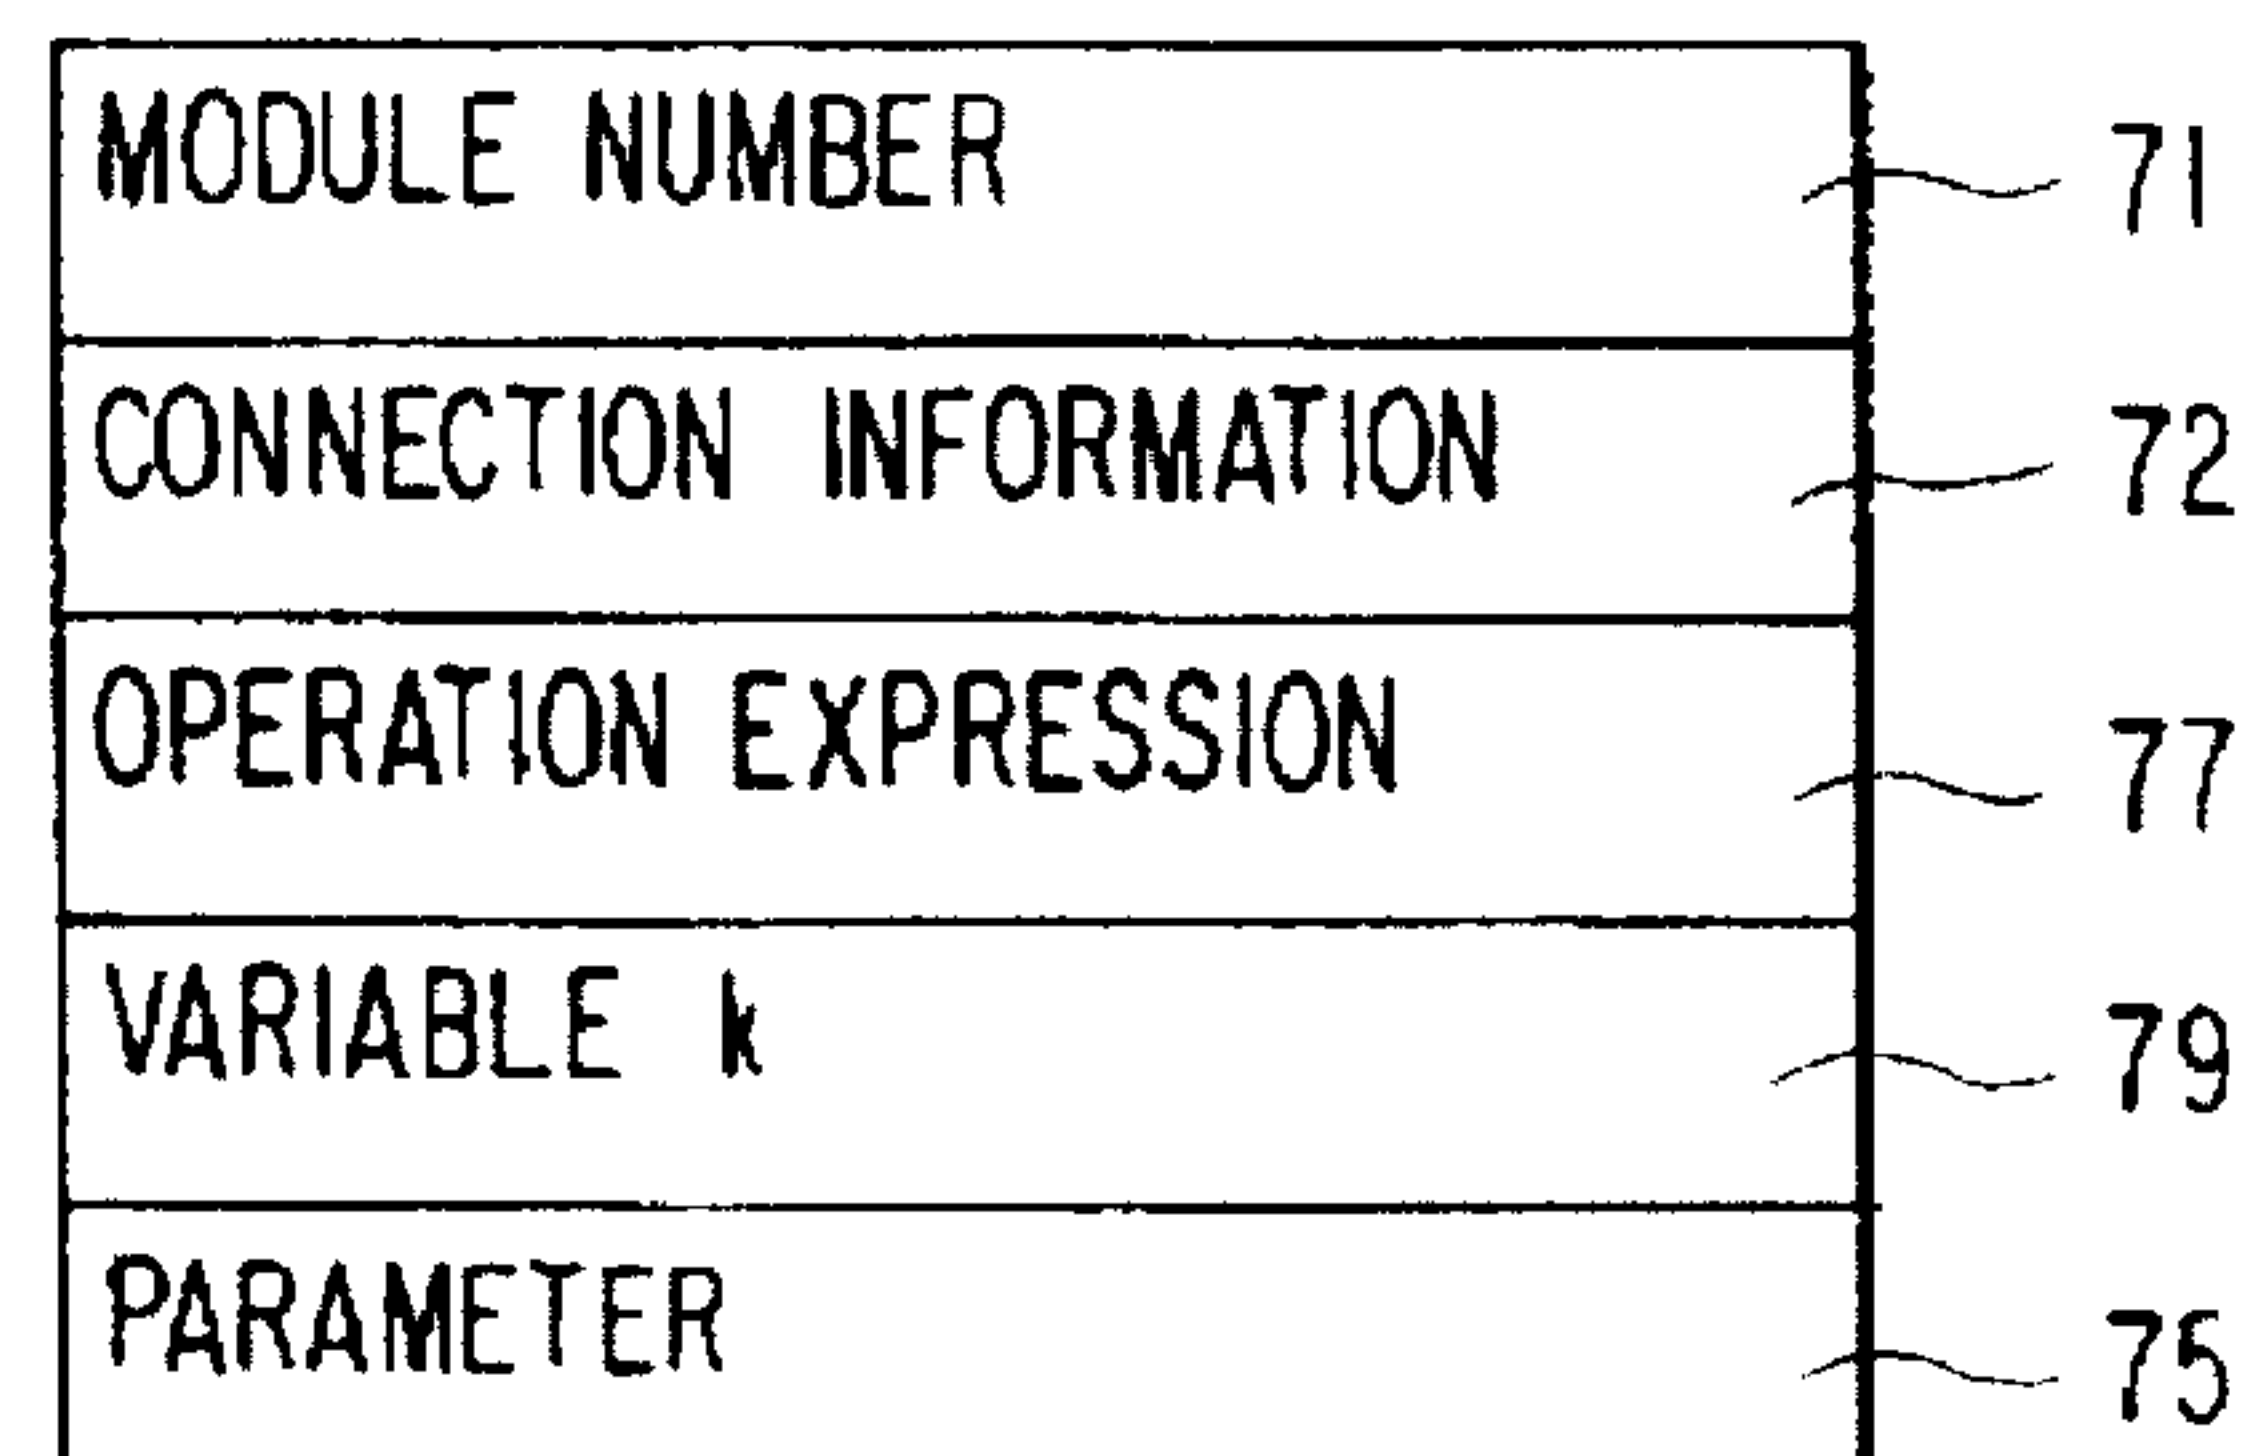 MODULE NUMBER 71
CONNECTION INFORMATION 72
OPERATION EXPRESSION 77
VARIABLE k 79
PARAMETER 75